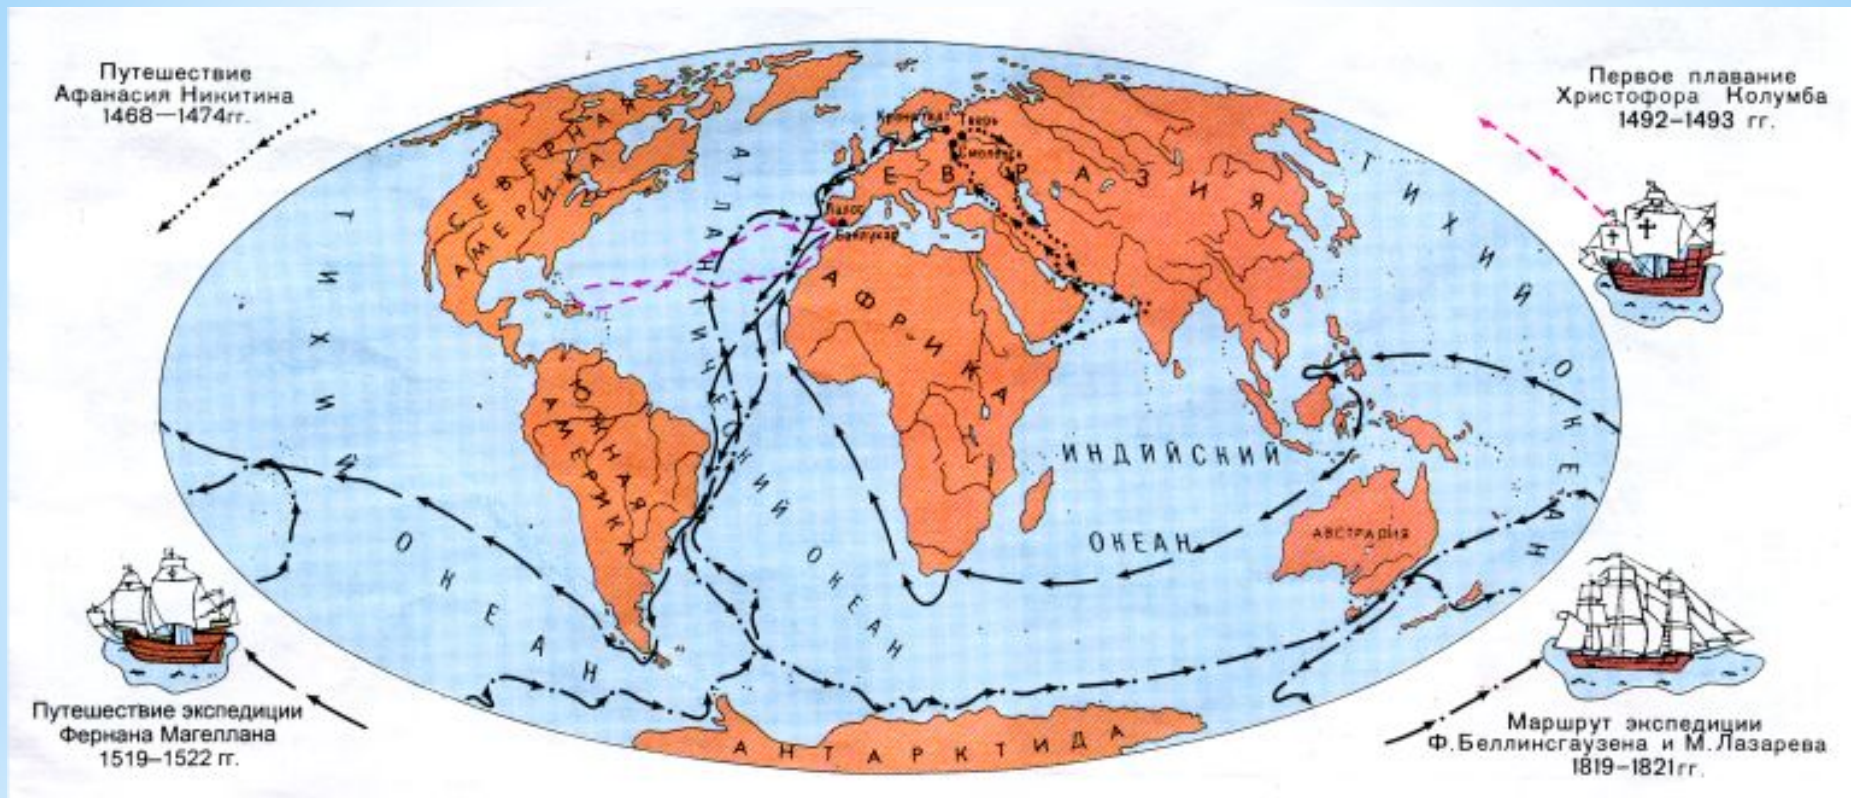 Путешествие
Афанасия Никитина
1468—1474гг.
Первое плавание
Христофора Колумба
1492–1493 гг.
СЕВЕРНАЯ
АМЕРИКА
АТЛАНТИЧЕСКИЙ ОКЕАН
Кронштадт
Тверь
Смоленск
ЕВРАЗИЯ
Палос
АФРИКА
ТИХИЙ ОКЕАН
ТИХИЙ ОКЕАН
ЮЖНАЯ
АМЕРИКА
ИНДИЙСКИЙ
ОКЕАН
АВСТРАЛИЯ
АНТАРКТИДА
Путешествие экспедиции
Фернана Магеллана
1519–1522 гг.
Маршрут экспедиции
Ф.Беллинсгаузена и М.Лазарева
1819–1821гг.